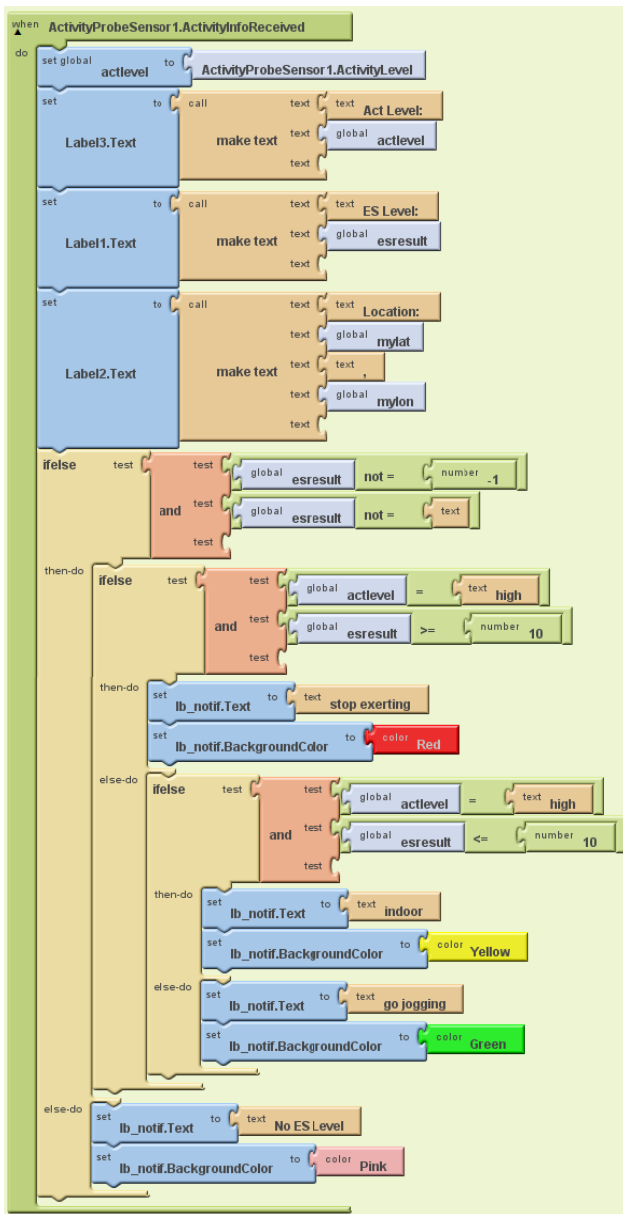 when ActivityProbeSensor1.ActivityInfoReceived
do
set global actlevel to ActivityProbeSensor1.ActivityLevel
set Label3.Text to call make text text text Act Level:
text global actlevel
text
set Label1.Text to call make text text text ES Level:
text global esresult
text
set Label2.Text to call make text text text Location:
text global mylat
text text ,
text global mylon
text
ifelse test and test global esresult not = number -1
test global esresult not = text
test
then-do ifelse test and test global actlevel = text high
test global esresult >= number 10
test
then-do set lb_notif.Text to text stop exerting
set lb_notif.BackgroundColor to color Red
else-do ifelse test and test global actlevel = text high
test global esresult <= number 10
test
then-do set lb_notif.Text to text indoor
set lb_notif.BackgroundColor to color Yellow
else-do set lb_notif.Text to text go jogging
set lb_notif.BackgroundColor to color Green
else-do set lb_notif.Text to text No ES Level
set lb_notif.BackgroundColor to color Pink